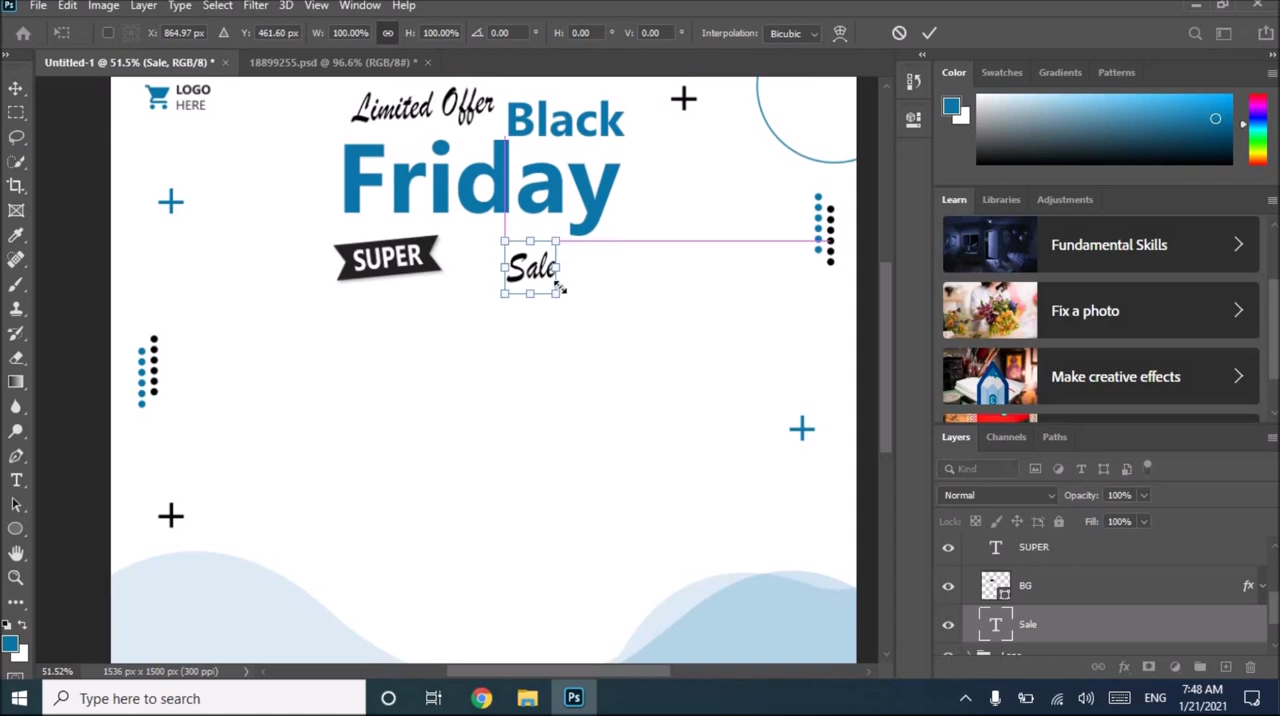 Ps File Edit Image Layer Type Select Filter 3D View Window Help
X: 864.97 px Y: 461.60 px W: 100.00% H: 100.00% 0.00 ° H: 0.00 ° V: 0.00 ° Interpolation: Bicubic
Untitled-1 @ 51.5% (Sale, RGB/8) * × 18899255.psd @ 96.6% (RGB/8#) * ×
Color Swatches Gradients Patterns
LOGO
HERE
Limited Offer
Black
Friday
SUPER
Sale
Learn Libraries Adjustments
Fundamental Skills
Fix a photo
Make creative effects
Layers Channels Paths
Kind
Normal Opacity: 100%
Lock: Fill: 100%
T SUPER
BG fx
T Sale
51.52% 1536 px x 1500 px (300 ppi)
fx
Type here to search
Ps
ENG
7:48 AM
1/21/2021